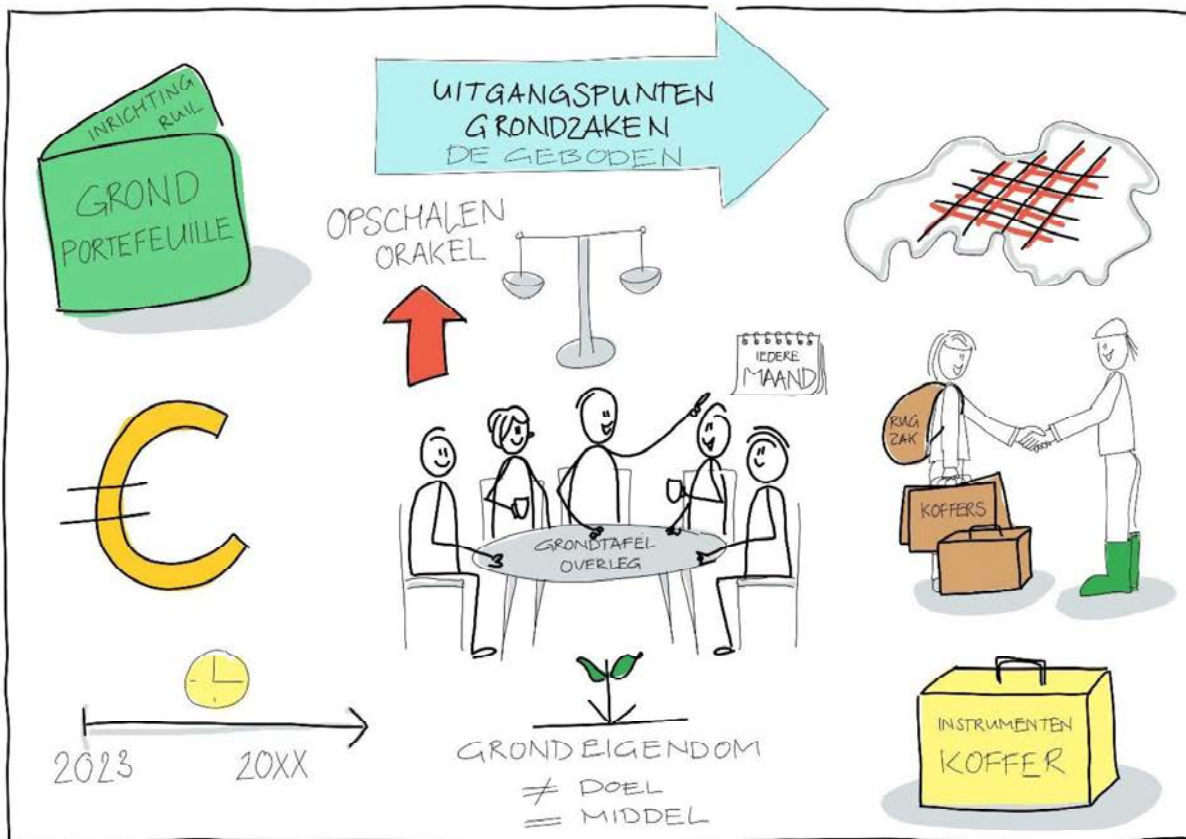 INRICHTING
RUIL
GROND
PORTEFEUILLE
UITGANGSPUNTEN
GRONDZAKEN
DE GEBODEN
OPSCHALEN
ORAKEL
IEDERE
MAAND
RUG
ZAK
KOFFERS
GRONDTAFEL
OVERLEG
2023
20XX
GRONDEIGENDOM
≠ DOEL
= MIDDEL
INSTRUMENTEN
KOFFER